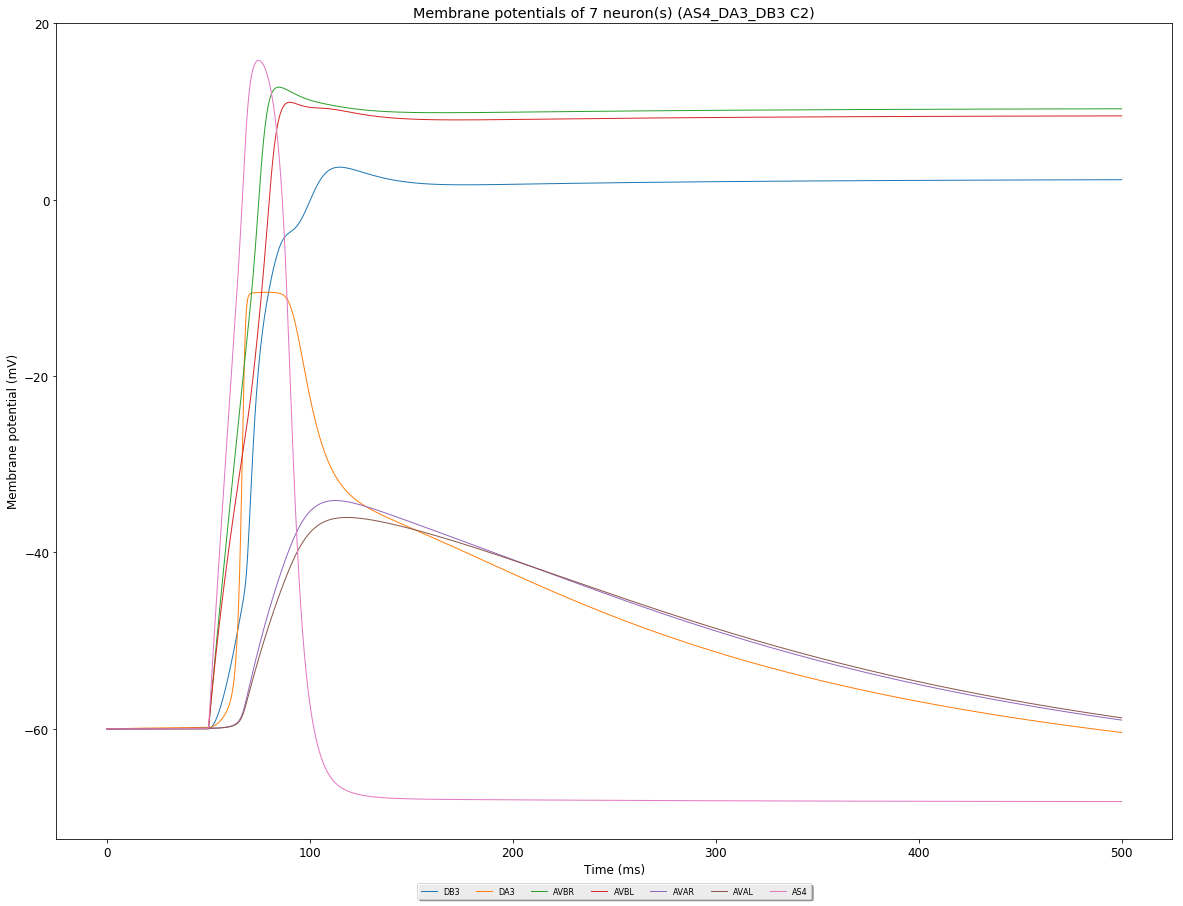 Membrane potentials of 7 neuron(s) (AS4_DA3_DB3 C2)
Membrane potential (mV)
20
0
−20
−40
−60
0 100 200 300 400 500
Time (ms)
DB3 DA3 AVBR AVBL AVAR AVAL AS4